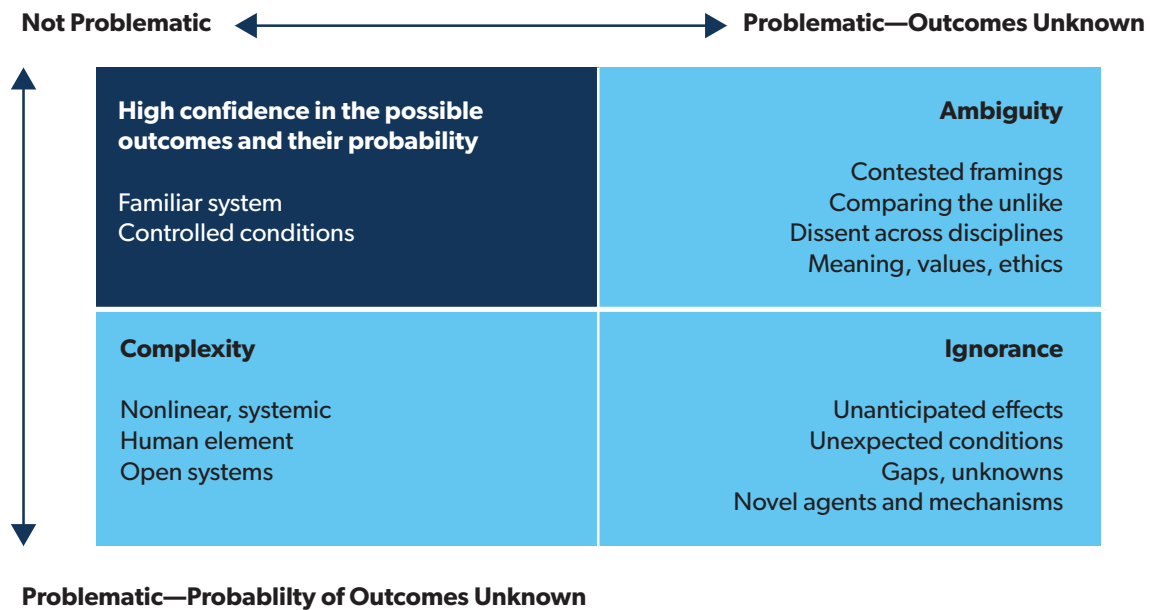 Not Problematic
Problematic—Outcomes Unknown
High confidence in the possible
outcomes and their probability
Familiar system
Controlled conditions
Ambiguity
Contested framings
Comparing the unlike
Dissent across disciplines
Meaning, values, ethics
Complexity
Nonlinear, systemic
Human element
Open systems
Ignorance
Unanticipated effects
Unexpected conditions
Gaps, unknowns
Novel agents and mechanisms
Problematic—Probablilty of Outcomes Unknown